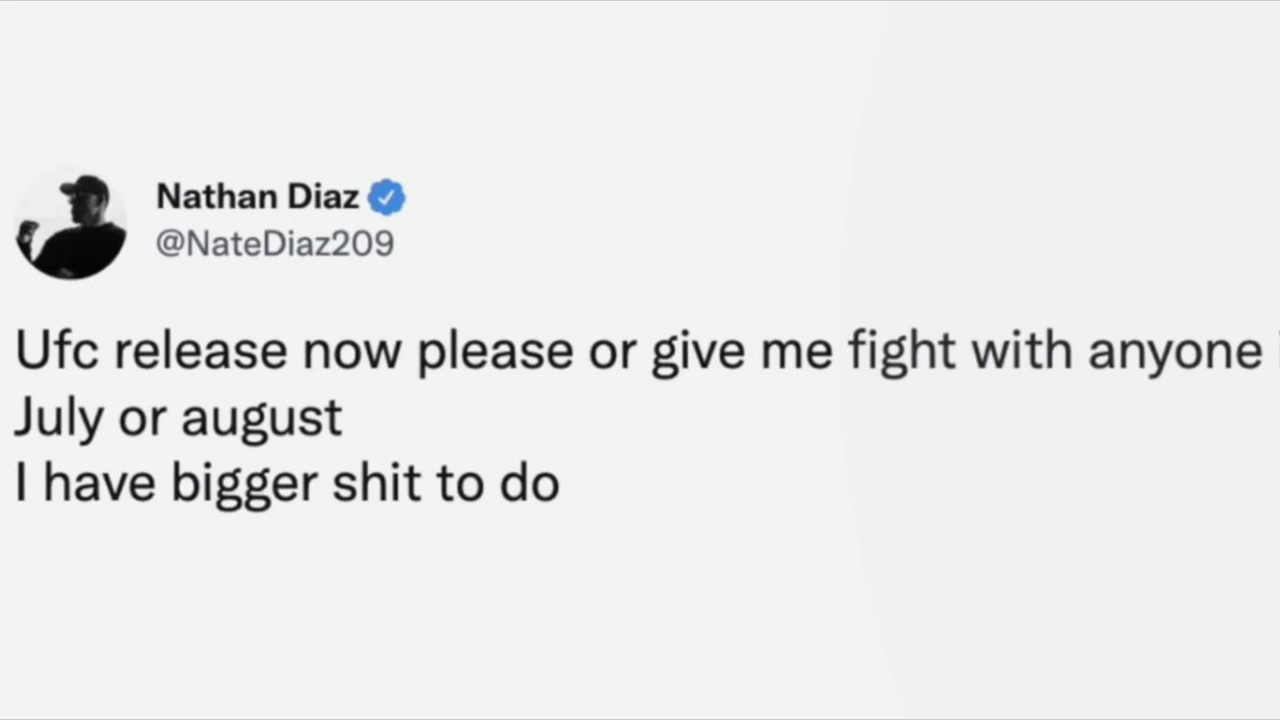 Nathan Diaz
@NateDiaz209
Ufc release now please or give me fight with anyone
July or august
I have bigger shit to do